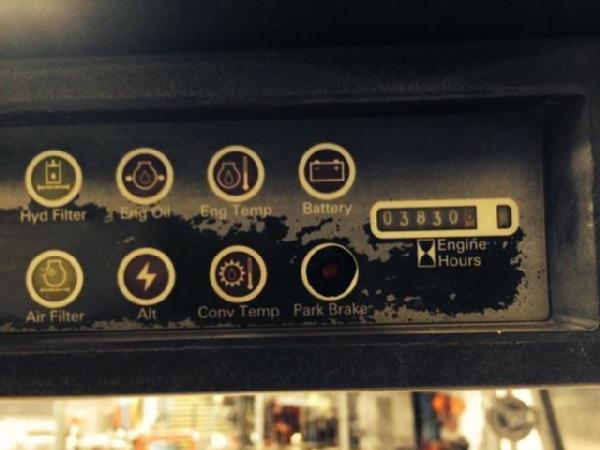 Hyd Filter Eng Oil Eng Temp Battery
03830
Engine
Hours
Air Filter Alt Conv Temp Park Brake